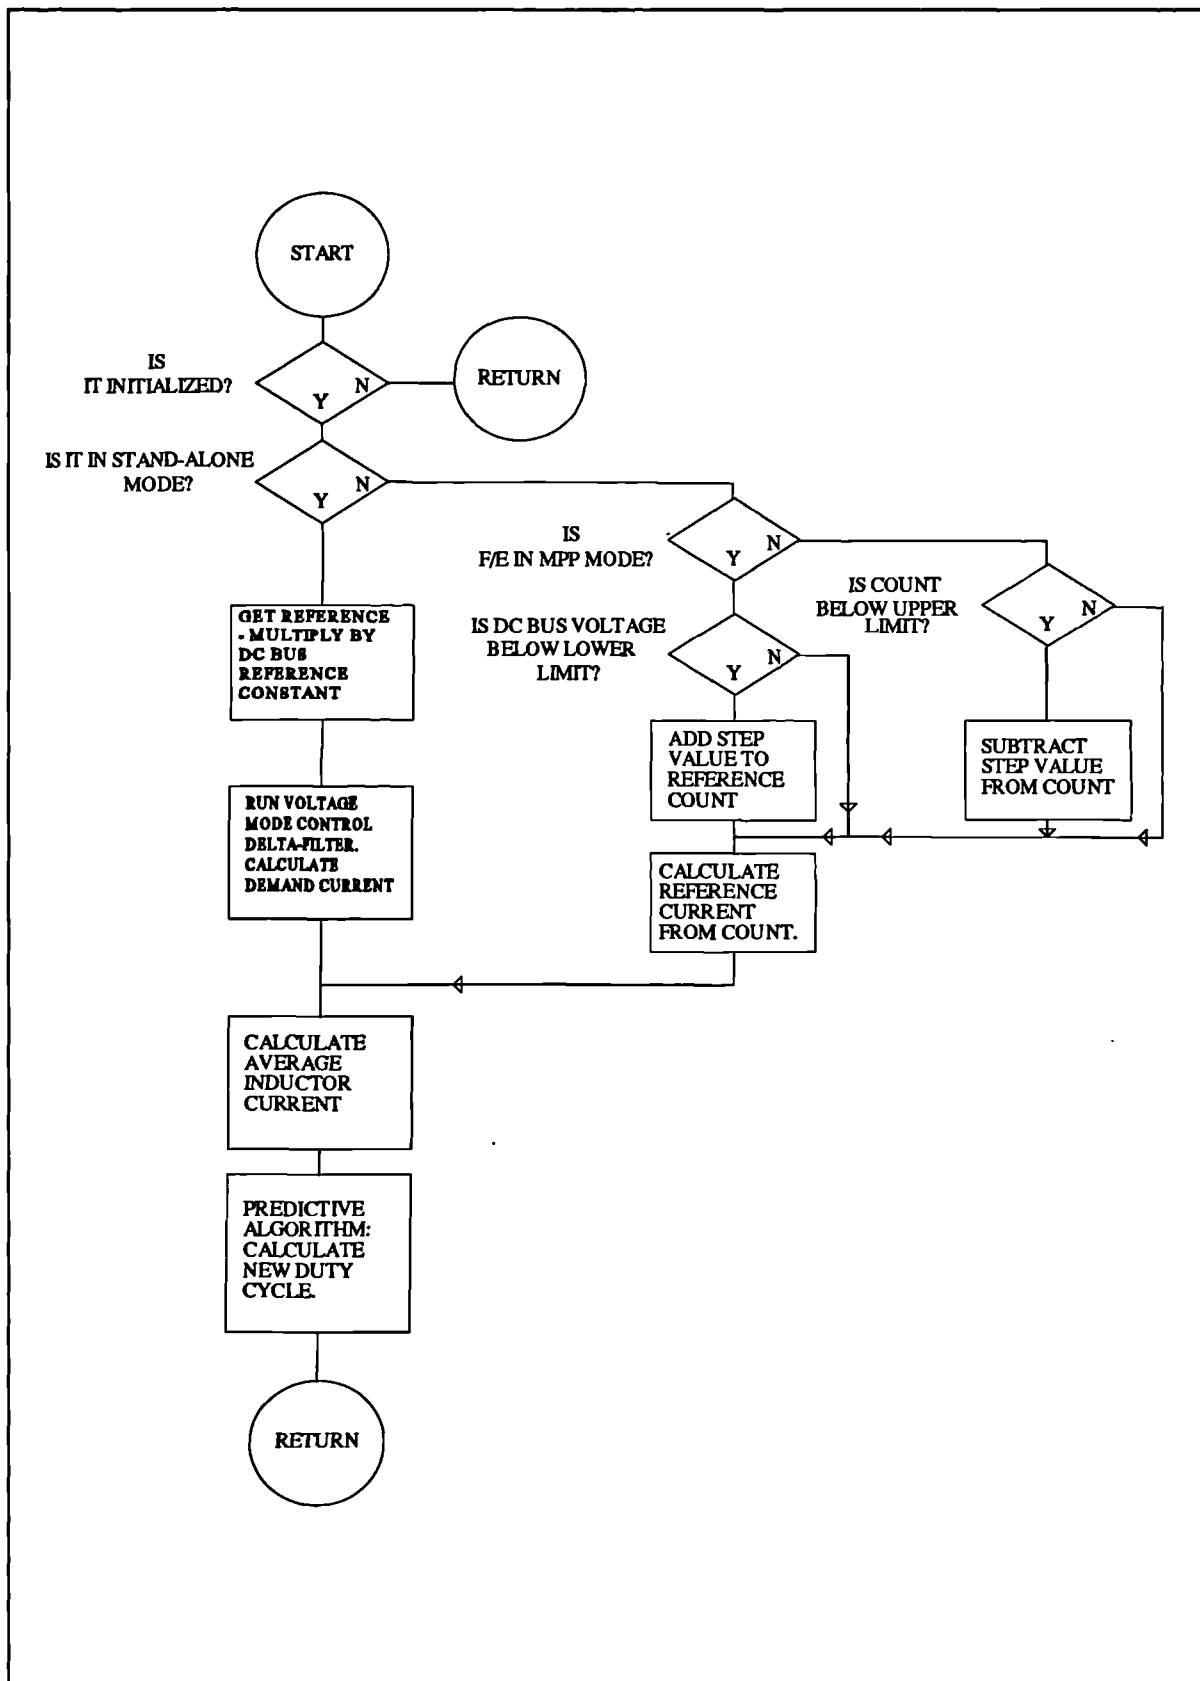 START
IS
IT INITIALIZED?
Y
N
RETURN
IS IT IN STAND-ALONE
MODE?
Y
N
IS
F/E IN MPP MODE?
Y
N
IS COUNT
BELOW UPPER
LIMIT?
Y
N
GET REFERENCE
- MULTIPLY BY
DC BUS
REFERENCE
CONSTANT
IS DC BUS VOLTAGE
BELOW LOWER
LIMIT?
Y
N
ADD STEP
VALUE TO
REFERENCE
COUNT
SUBTRACT
STEP VALUE
FROM COUNT
RUN VOLTAGE
MODE CONTROL
DELTA-FILTER.
CALCULATE
DEMAND CURRENT
CALCULATE
REFERENCE
CURRENT
FROM COUNT.
CALCULATE
AVERAGE
INDUCTOR
CURRENT
PREDICTIVE
ALGORITHM:
CALCULATE
NEW DUTY
CYCLE.
RETURN